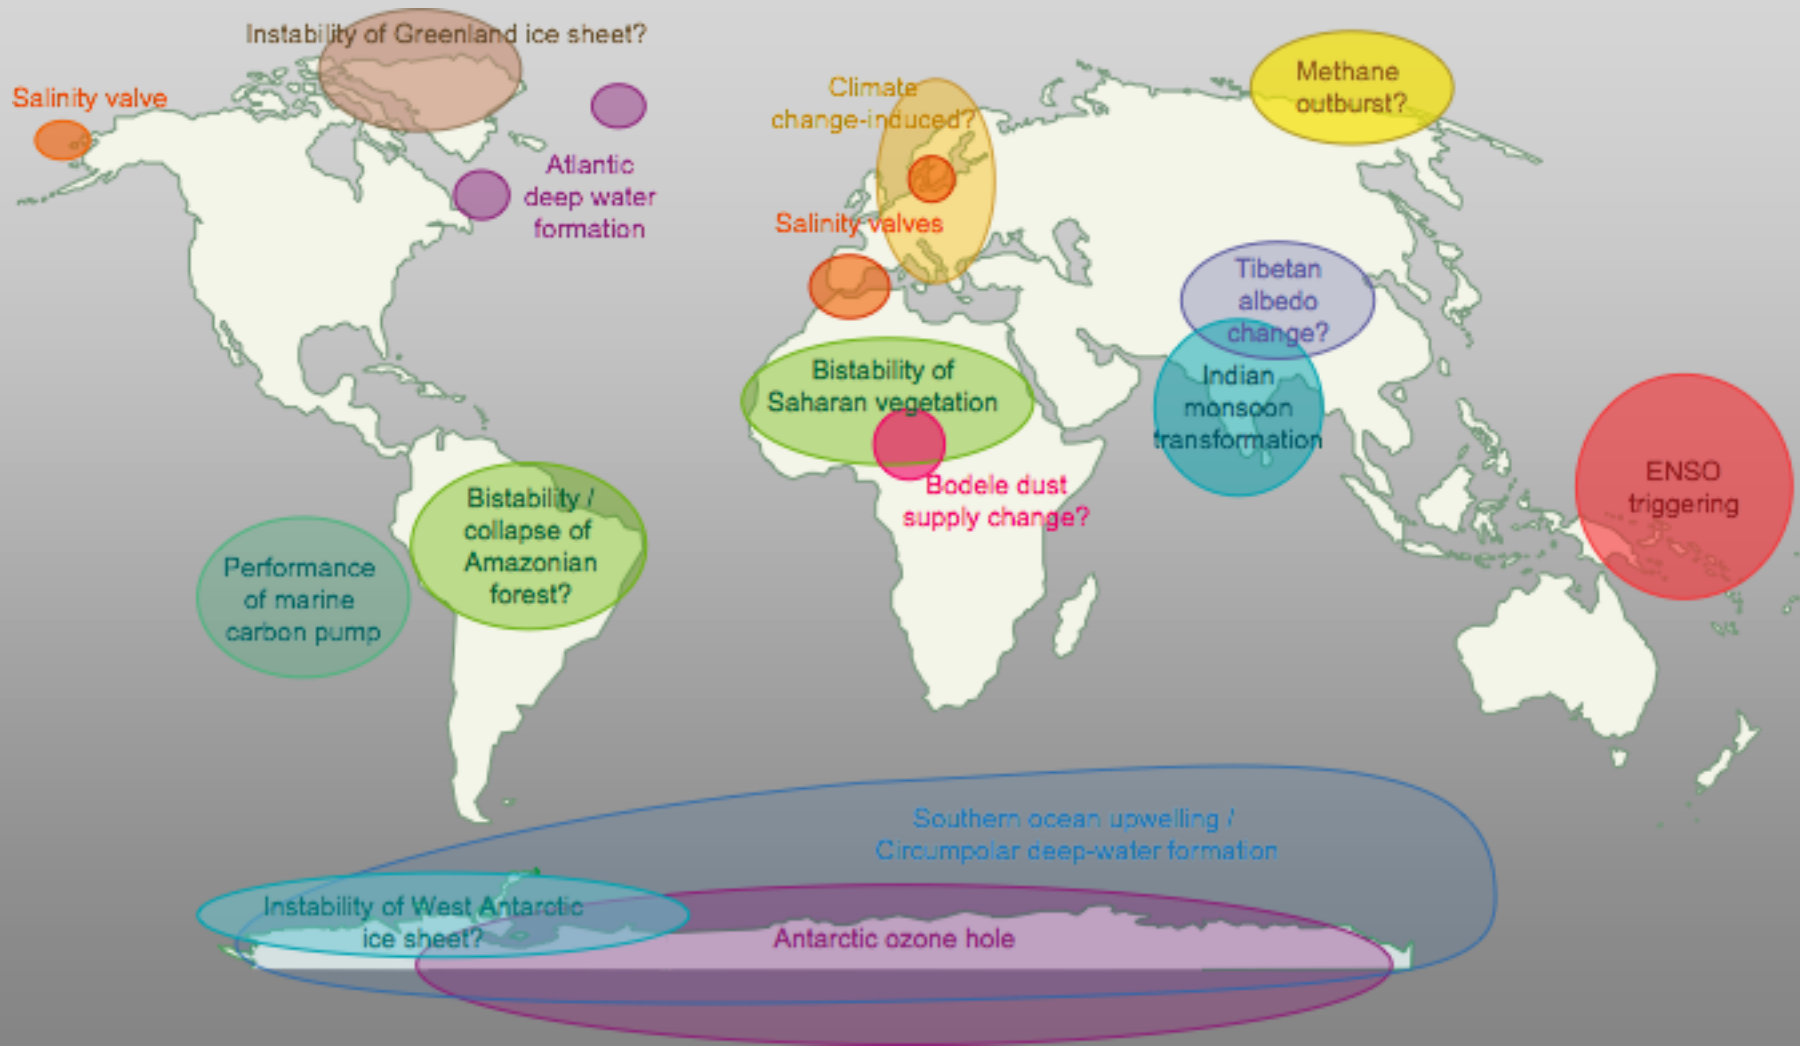 Instability of Greenland ice sheet?
Salinity valve
Atlantic
deep water
formation
Climate
change-induced?
Salinity valves
Methane
outburst?
Tibetan
albedo
change?
Indian
monsoon
transformation
Bistability of
Saharan vegetation
Bodele dust
supply change?
ENSO
triggering
Bistability /
collapse of
Amazonian
forest?
Performance
of marine
carbon pump
Southern ocean upwelling /
Circumpolar deep-water formation
Instability of West Antarctic
ice sheet?
Antarctic ozone hole